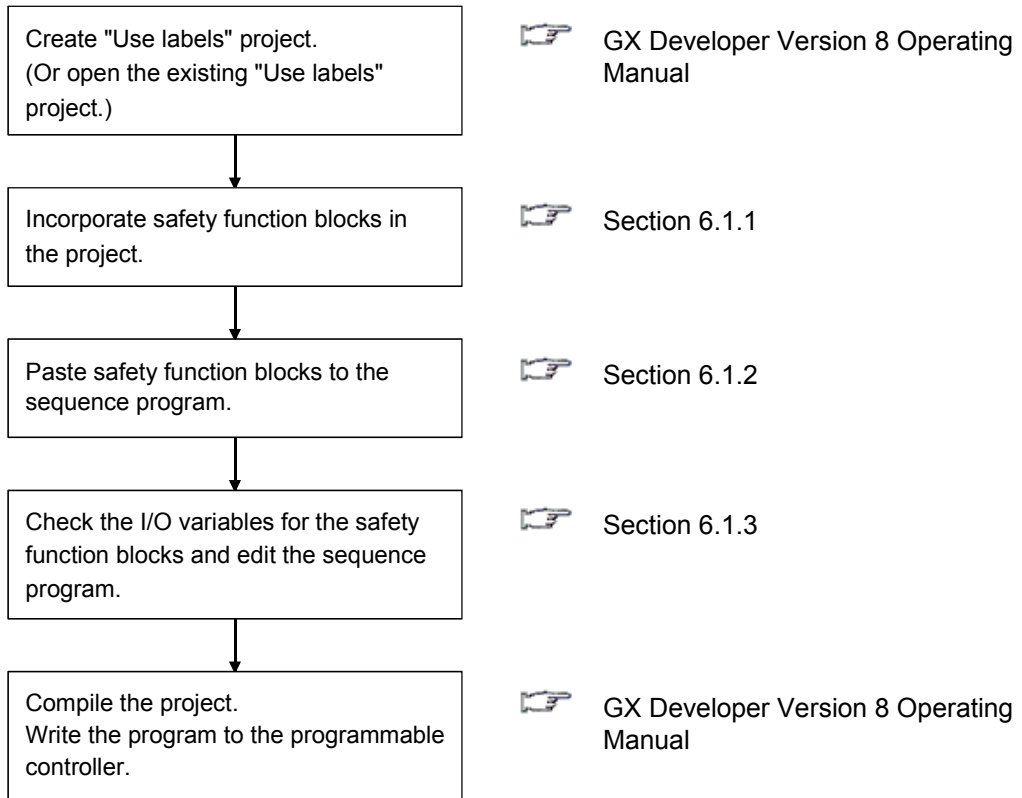 Create "Use labels" project.
(Or open the existing "Use labels"
project.)
GX Developer Version 8 Operating
Manual
Incorporate safety function blocks in
the project.
Section 6.1.1
Paste safety function blocks to the
sequence program.
Section 6.1.2
Check the I/O variables for the safety
function blocks and edit the sequence
program.
Section 6.1.3
Compile the project.
Write the program to the programmable
controller.
GX Developer Version 8 Operating
Manual